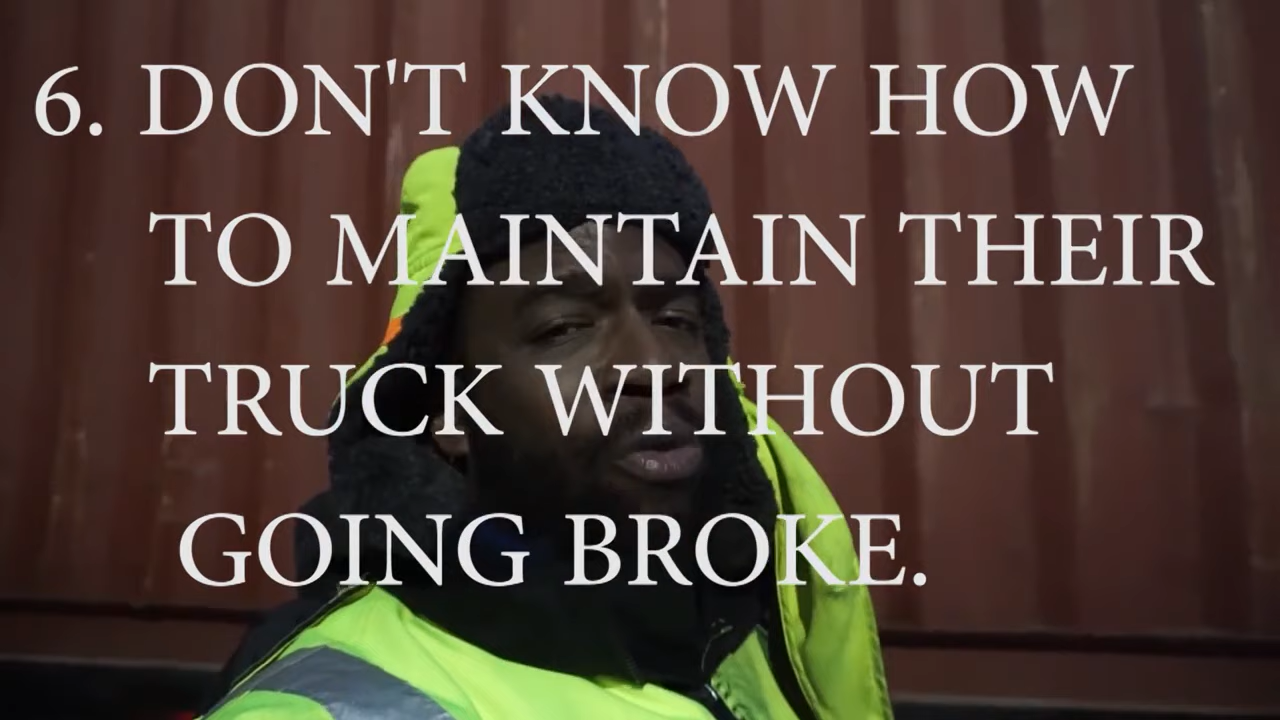 6. DON'T KNOW HOW
TO MAINTAIN THEIR
TRUCK WITHOUT
GOING BROKE.